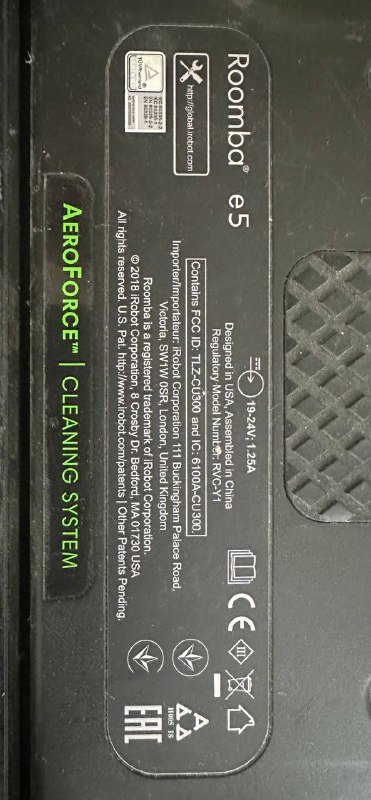 Roomba® e5
http://global.irobot.com
19-24V; 1.25A
Designed in USA, Assembled in China
Regulatory Model Number: RVC-Y1
Contains FCC ID: TLZ-CU300 and IC: 6100A-CU300,
Importer/Importateur: iRobot Corporation 111 Buckingham Palace Road,
Victoria, SW1W 0SR, London, United Kingdom
Roomba is a registered trademark of iRobot Corporation.
© 2018 iRobot Corporation, 8 Crosby Dr. Bedford, MA 01730 USA
All rights reserved. U.S. Pat. http://www.irobot.com/patents | Other Patents Pending.
CE
III
EAC
AEROFORCE™ | CLEANING SYSTEM